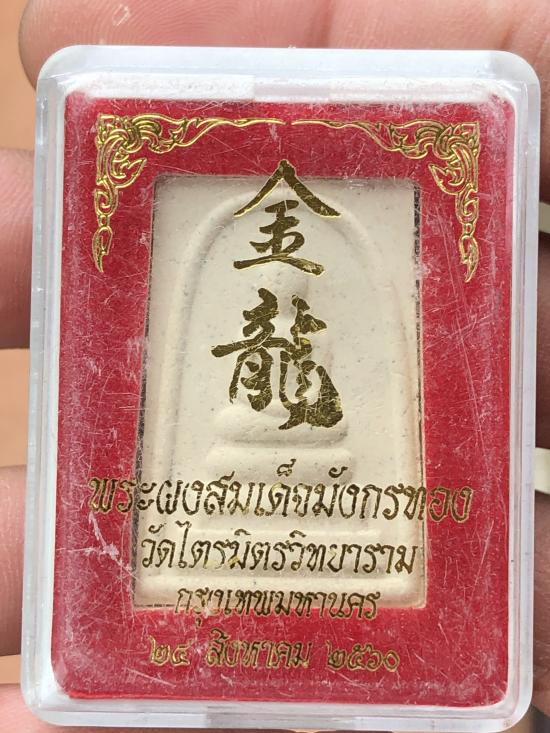 金
龍
พระผงสมเด็จมังกรทอง
วัดไตรมิตรวิทยาราม
กรุงเทพมหานคร
๒๔ สิงหาคม ๒๕๖๐